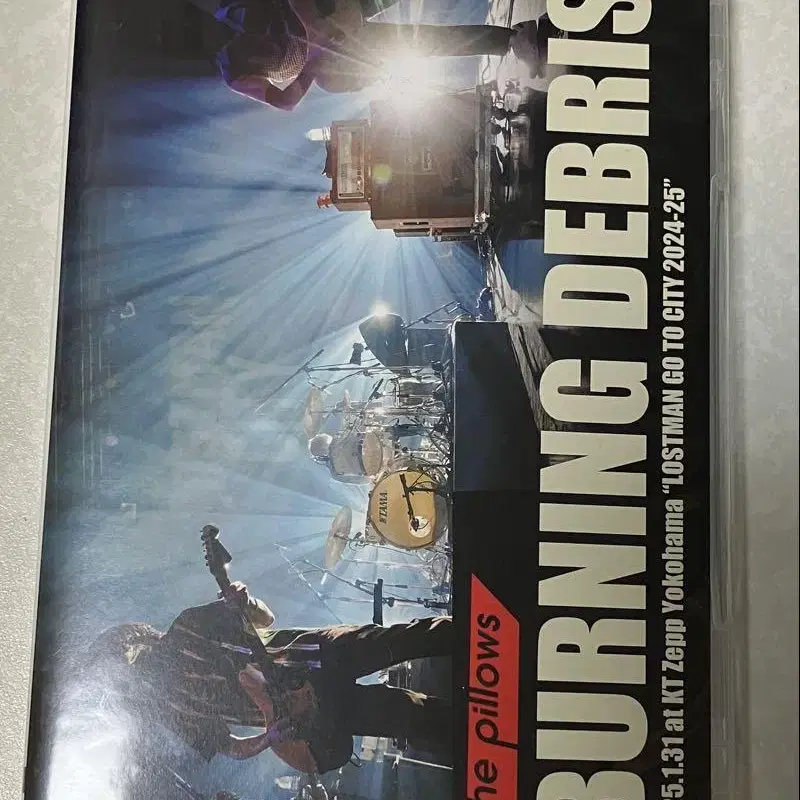 he pillows
BURNING DEBRIS
5.1.31 at KT Zepp Yokohama “LOSTMAN GO TO CITY 2024-25”
TAMA